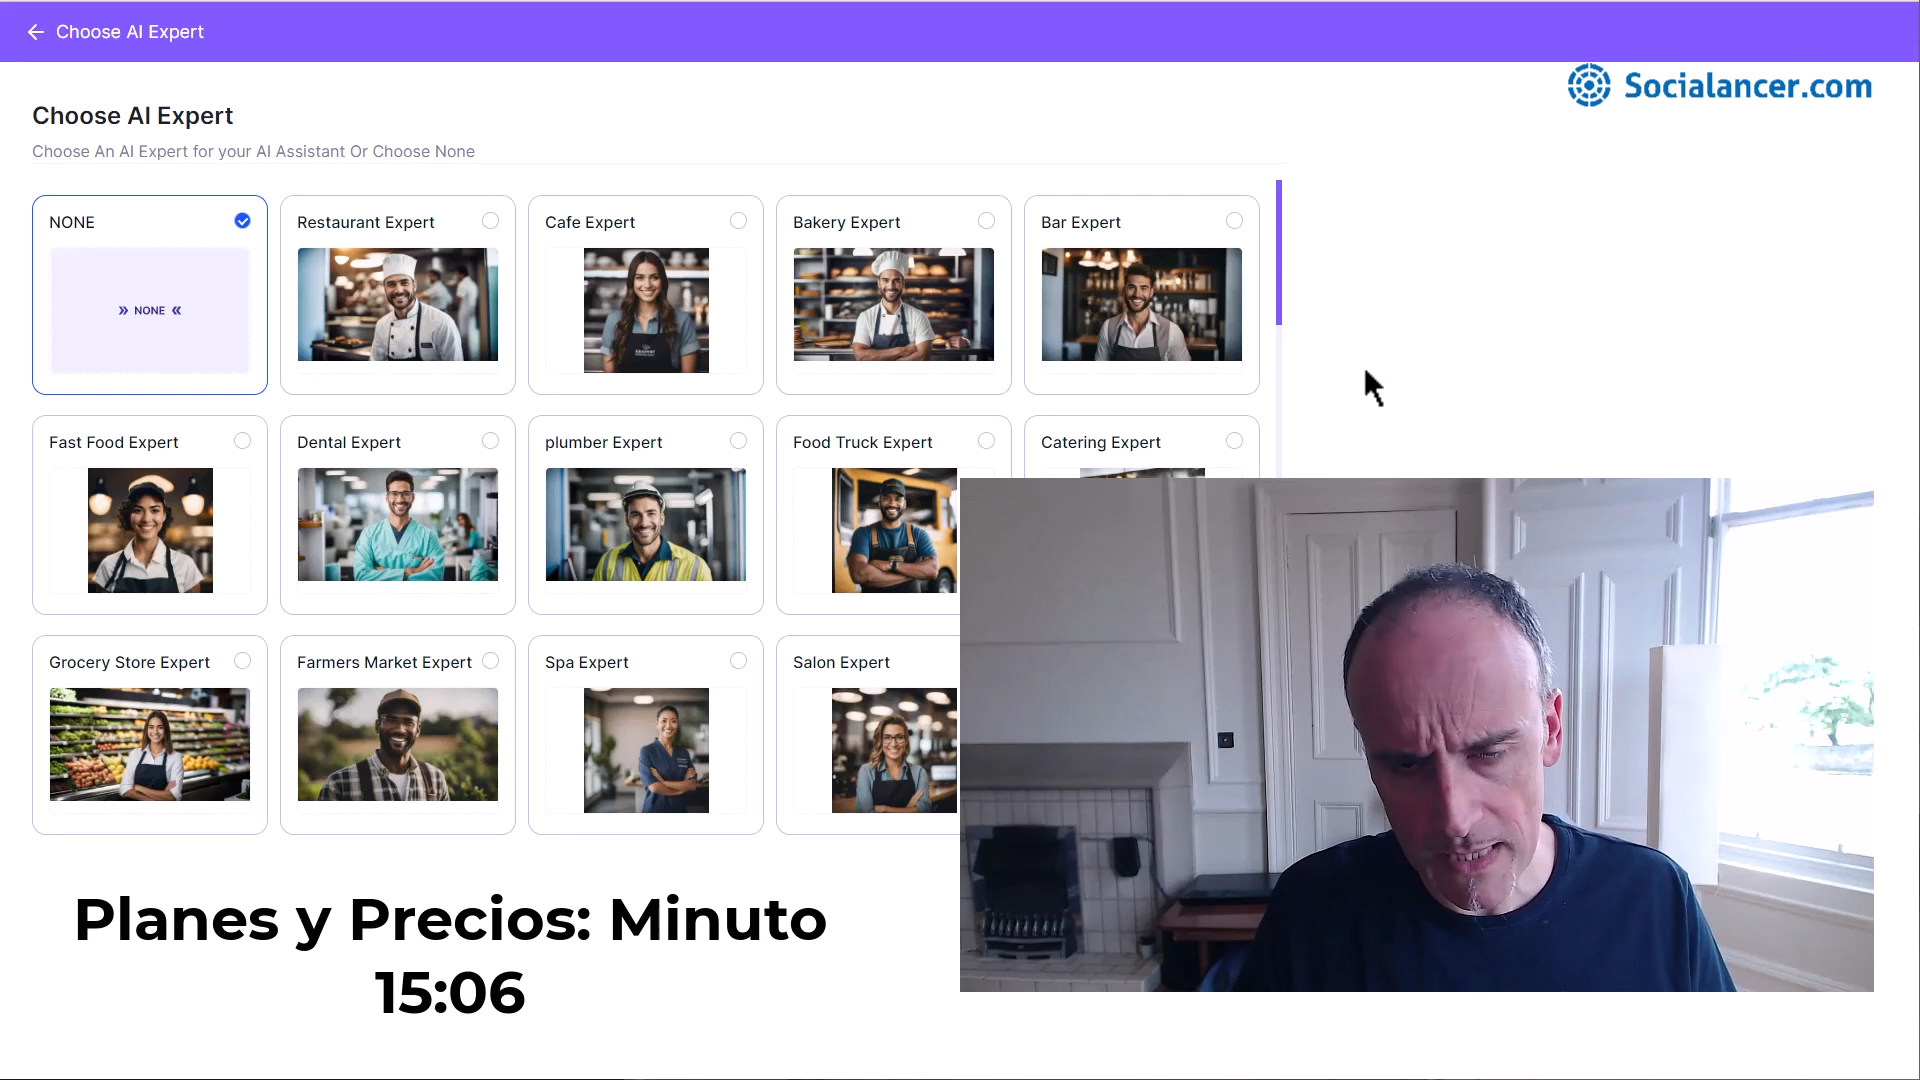 Choose AI Expert
Socialancer.com
Choose AI Expert
Choose An AI Expert for your AI Assistant Or Choose None
NONE
Restaurant Expert
Cafe Expert
Bakery Expert
Bar Expert
» NONE «
Fast Food Expert
Dental Expert
plumber Expert
Food Truck Expert
Catering Expert
Grocery Store Expert
Farmers Market Expert
Spa Expert
Salon Expert
Planes y Precios: Minuto
15:06